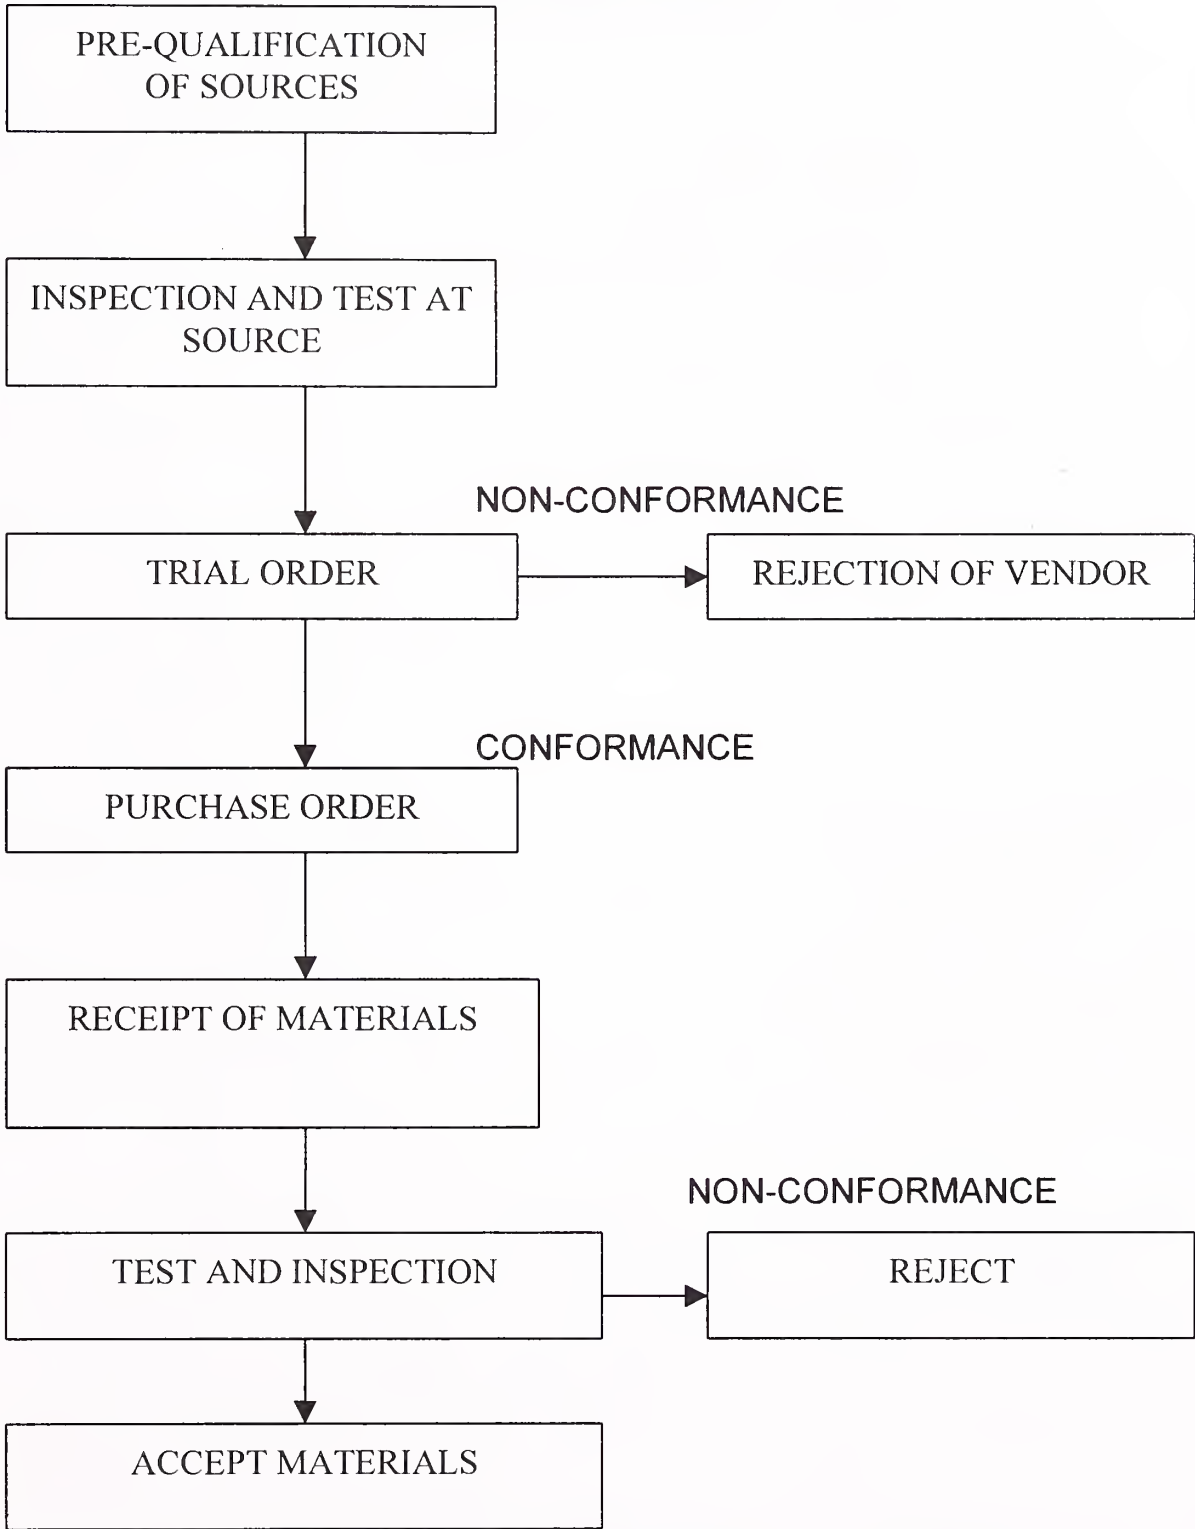 PRE-QUALIFICATION
OF SOURCES
INSPECTION AND TEST AT
SOURCE
NON-CONFORMANCE
TRIAL ORDER
REJECTION OF VENDOR
CONFORMANCE
PURCHASE ORDER
RECEIPT OF MATERIALS
NON-CONFORMANCE
TEST AND INSPECTION
REJECT
ACCEPT MATERIALS